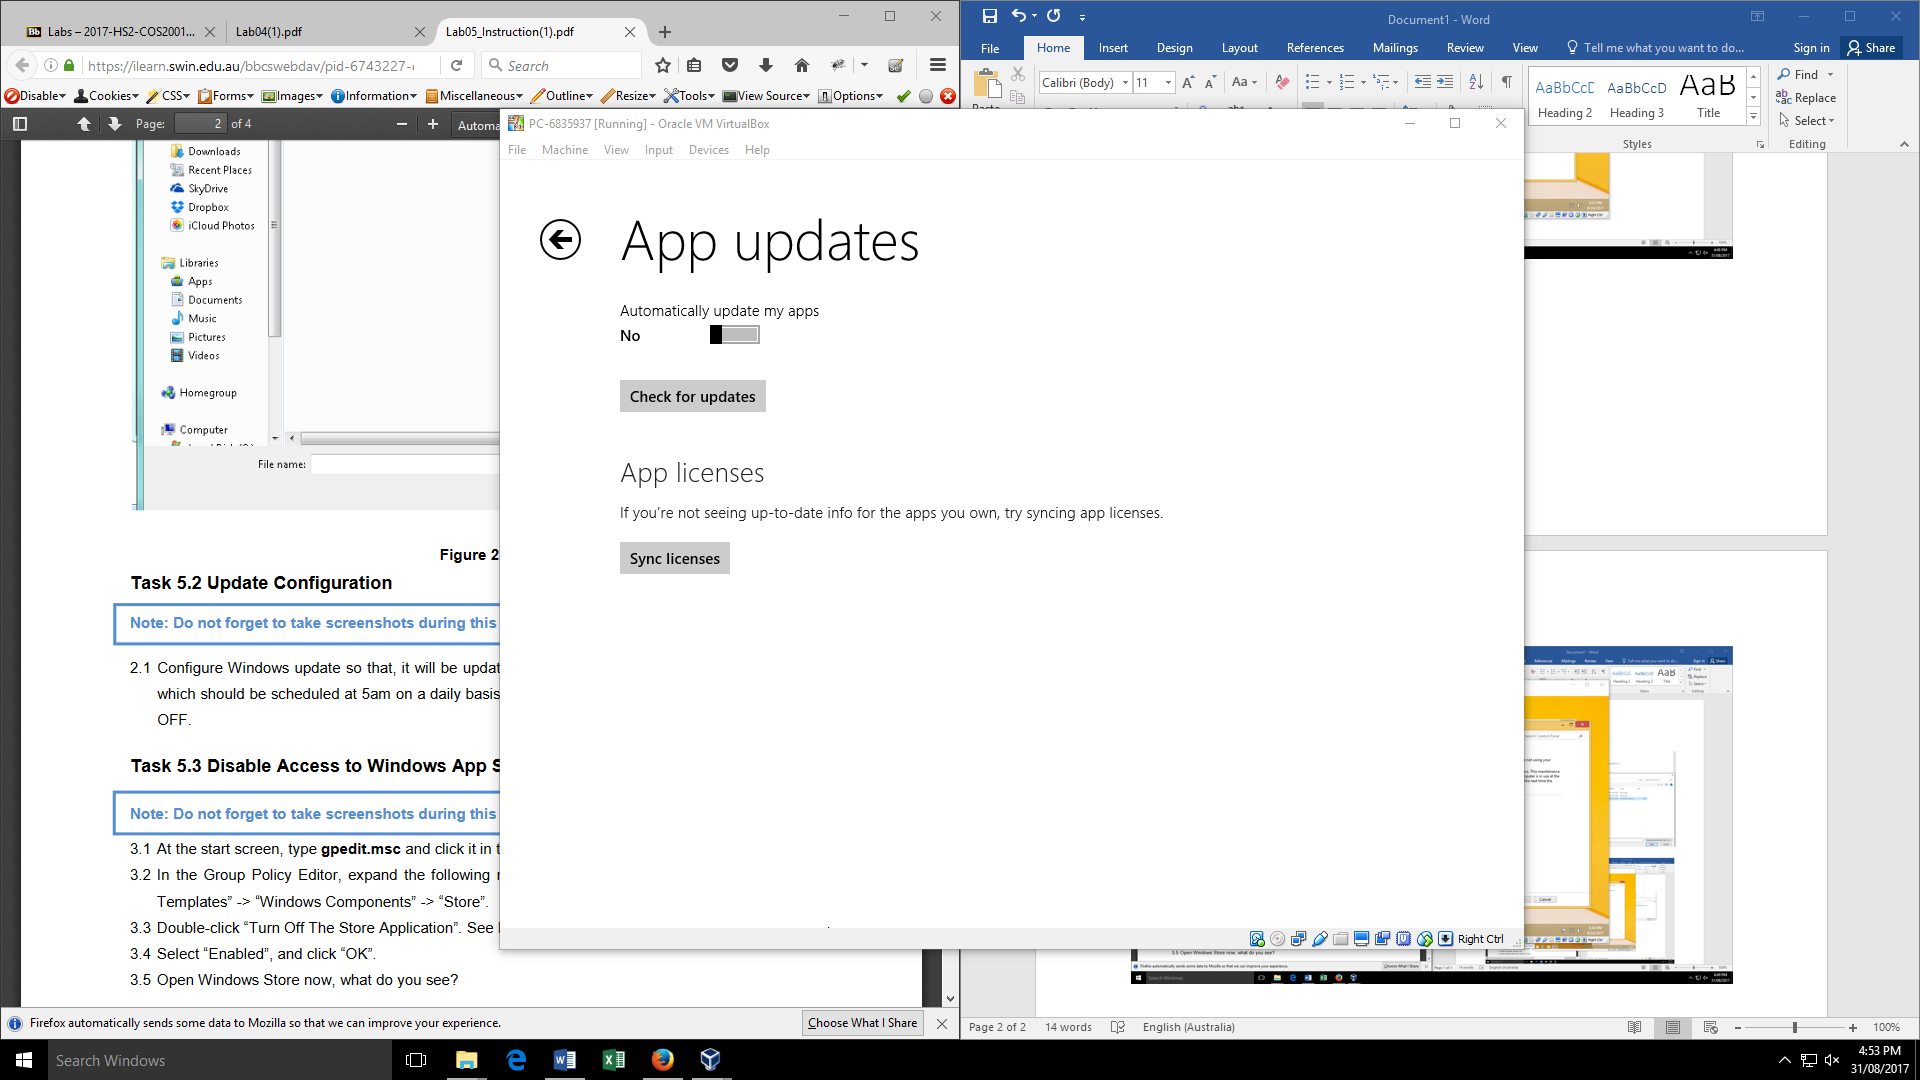 Labs – 2017-HS2-COS2001...
Lab04(1).pdf
Lab05_Instruction(1).pdf
https://ilearn.swin.edu.au/bbcswebdav/pid-6743227-
Search
Disable Cookies CSS Forms Images Information Miscellaneous Outline Resize Tools View Source Options
Page: 2 of 4
Automa
Downloads
Recent Places
SkyDrive
Dropbox
iCloud Photos
Libraries
Apps
Documents
Music
Pictures
Videos
Homegroup
Computer
File name:
Figure 2
Task 5.2 Update Configuration
Note: Do not forget to take screenshots during this
2.1 Configure Windows update so that, it will be updat
which should be scheduled at 5am on a daily basis
OFF.
Task 5.3 Disable Access to Windows App S
Note: Do not forget to take screenshots during this
3.1 At the start screen, type gpedit.msc and click it in t
3.2 In the Group Policy Editor, expand the following
Templates” -> “Windows Components” -> “Store”.
3.3 Double-click “Turn Off The Store Application”. See
3.4 Select “Enabled”, and click “OK”.
3.5 Open Windows Store now, what do you see?
Firefox automatically sends some data to Mozilla so that we can improve your experience.
Choose What I Share
PC-6835937 [Running] - Oracle VM VirtualBox
File Machine View Input Devices Help
App updates
Automatically update my apps
No
Check for updates
App licenses
If you’re not seeing up-to-date info for the apps you own, try syncing app licenses.
Sync licenses
Right Ctrl
Document1 - Word
File Home Insert Design Layout References Mailings Review View Tell me what you want to do... Sign in Share
Calibri (Body) 11
AaBbCcD AaBbCcD AaB
Heading 2 Heading 3 Title
Styles
Find
Replace
Select
Editing
3.5 Open Windows Store now, what do you see?
Page 2 of 2 14 words English (Australia) 100%
Search Windows
4:53 PM
31/08/2017